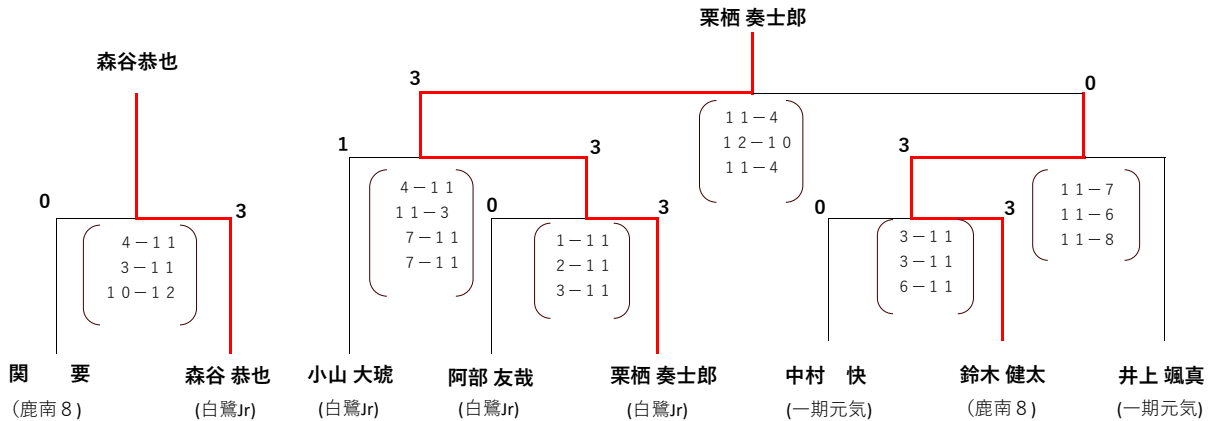 栗栖 奏士郎
森谷恭也
3
0
１１－４
１２－１０
１１－４
1
3
3
４－１１
１１－３
７－１１
７－１１
１１－７
１１－６
１１－８
0
3
0
3
0
3
４－１１
３－１１
１０－１２
１－１１
２－１１
３－１１
３－１１
３－１１
６－１１
関　　要
森谷 恭也
小山 大琥
阿部 友哉
栗栖 奏士郎
中村　快
鈴木 健太
井上 颯真
（鹿南８)
(白鷺Jr)
(白鷺Jr)
(白鷺Jr)
(白鷺Jr)
(一期元気)
（鹿南８)
(一期元気)